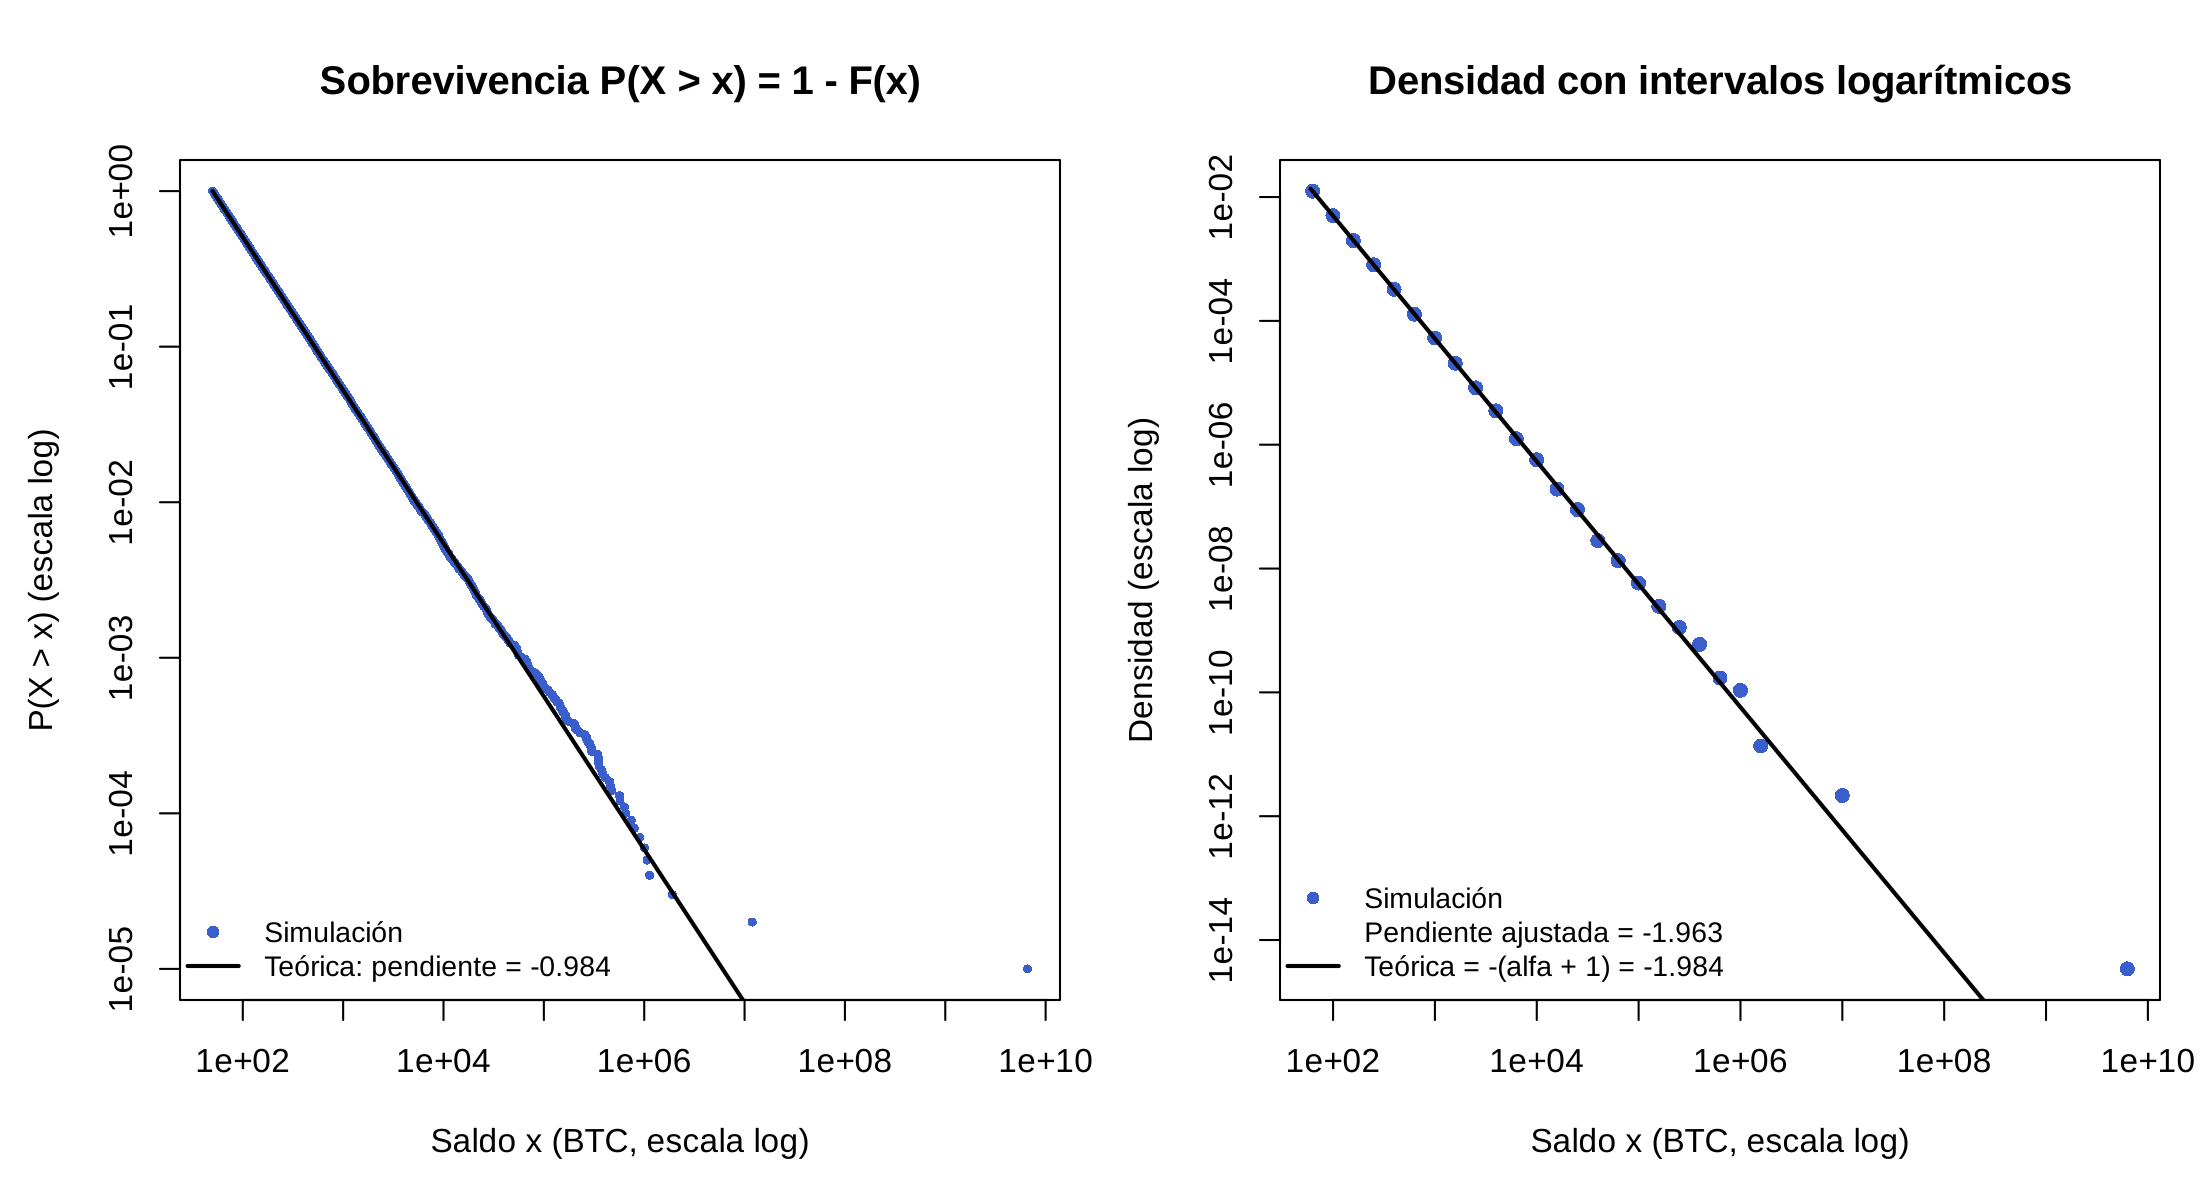 Sobrevivencia P(X > x) = 1 - F(x)
P(X > x) (escala log)
1e+00
1e-01
1e-02
1e-03
1e-04
1e-05
Simulación
Teórica: pendiente = -0.984
1e+02 1e+04 1e+06 1e+08 1e+10
Saldo x (BTC, escala log)
Densidad con intervalos logarítmicos
Densidad (escala log)
1e-02
1e-04
1e-06
1e-08
1e-10
1e-12
1e-14
Simulación
Pendiente ajustada = -1.963
Teórica = -(alfa + 1) = -1.984
1e+02 1e+04 1e+06 1e+08 1e+10
Saldo x (BTC, escala log)